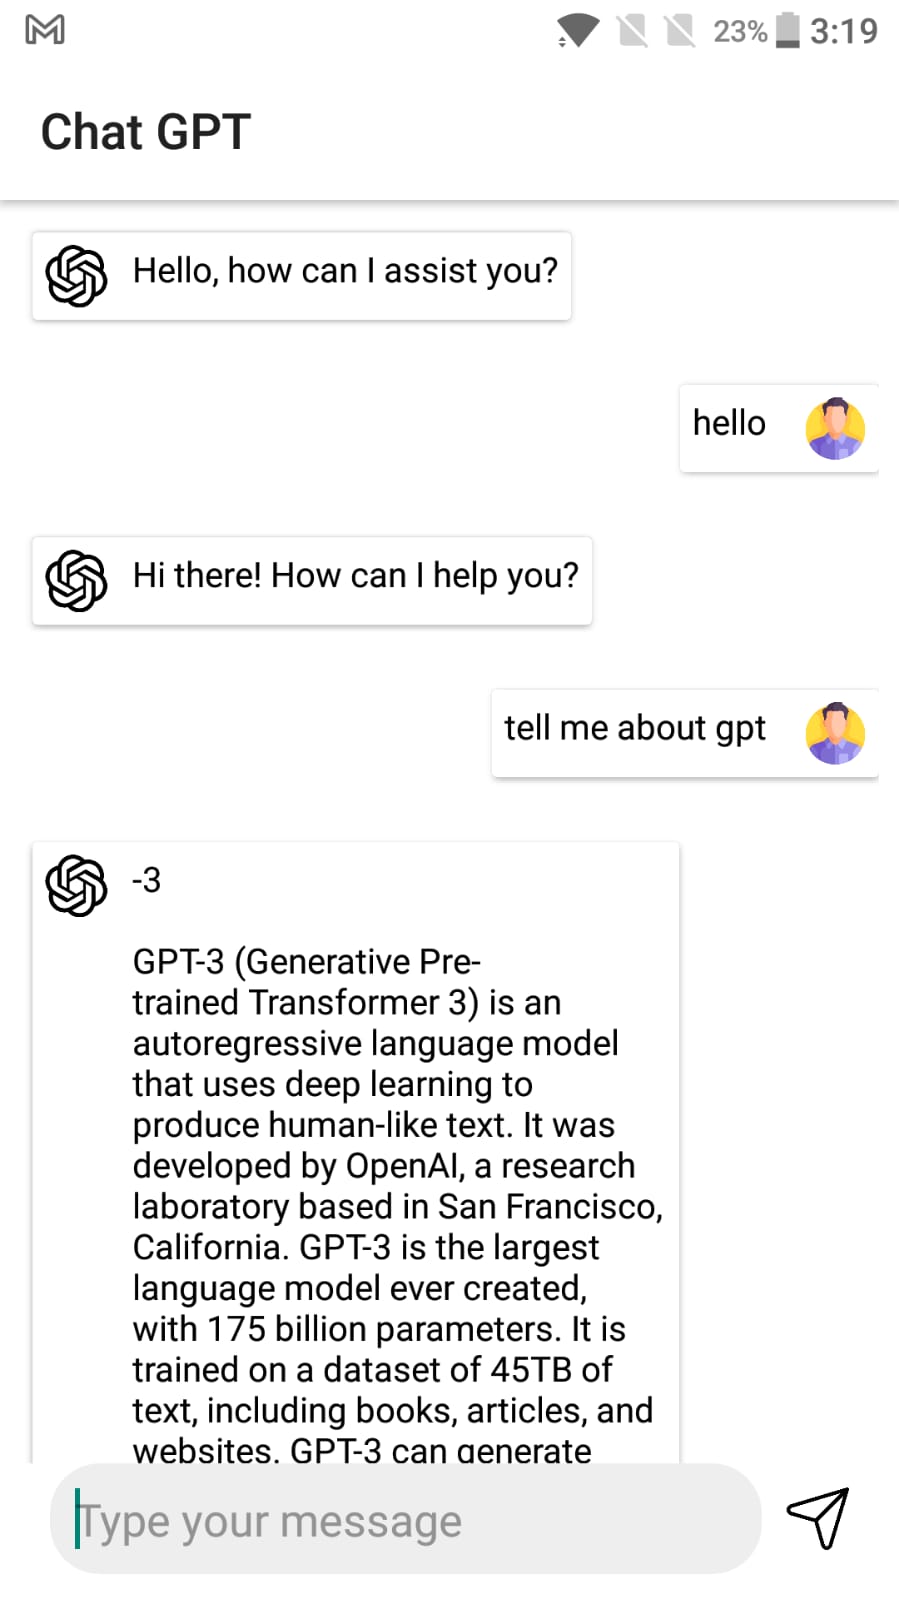 23% 3:19
Chat GPT
Hello, how can I assist you?
hello
Hi there! How can I help you?
tell me about gpt
-3
GPT-3 (Generative Pre-
trained Transformer 3) is an
autoregressive language model
that uses deep learning to
produce human-like text. It was
developed by OpenAI, a research
laboratory based in San Francisco,
California. GPT-3 is the largest
language model ever created,
with 175 billion parameters. It is
trained on a dataset of 45TB of
text, including books, articles, and
websites. GPT-3 can generate
Type your message